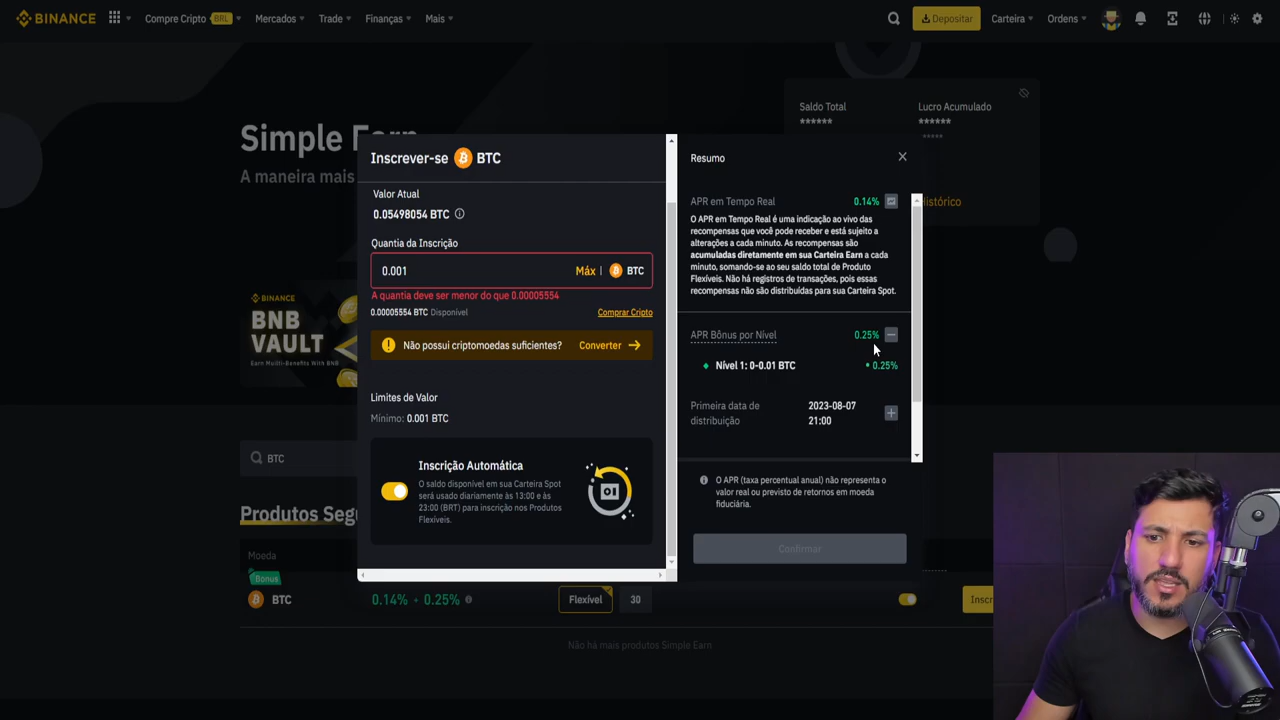 BINANCE
Compre Cripto BRL
Mercados
Trade
Finanças
Mais
Depositar
Carteira
Ordens
Simple Earn
A maneira mais
Saldo Total
******
Lucro Acumulado
******
*****
Histórico
BINANCE
BNB
VAULT
Earn Multi-Benefits With BNB
BTC
Inscrever-se BTC
Valor Atual
0.05498054 BTC
Quantia da Inscrição
0.001
Máx | BTC
A quantia deve ser menor do que 0.00005554
0.00005554 BTC Disponível
Comprar Cripto
Não possui criptomoedas suficientes?
Converter
Limites de Valor
Mínimo: 0.001 BTC
Inscrição Automática
O saldo disponível em sua Carteira Spot
será usado diariamente às 13:00 e às
23:00 (BRT) para inscrição nos Produtos
Flexíveis.
Resumo
APR em Tempo Real
0.14%
O APR em Tempo Real é uma indicação ao vivo das
recompensas que você pode receber e está sujeito a
alterações a cada minuto. As recompensas são
acumuladas diretamente em sua Carteira Earn a cada
minuto, somando-se ao seu saldo total de Produto
Flexíveis. Não há registros de transações, pois essas
recompensas não são distribuídas para sua Carteira Spot.
APR Bônus por Nível
0.25%
Nível 1: 0-0.01 BTC
• 0.25%
Primeira data de
distribuição
2023-08-07
21:00
O APR (taxa percentual anual) não representa o
valor real ou previsto de retornos em moeda
fiduciária.
Confirmar
Produtos Seg
Moeda
Bonus
BTC
0.14% + 0.25%
Flexível
30
Inscr
Não há mais produtos Simple Earn